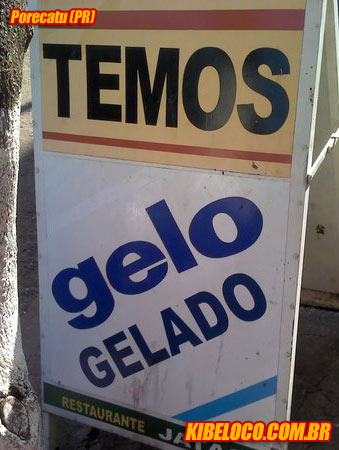 Porecatu (PR)
TEMOS
gelo
GELADO
RESTAURANTE
KIBELOCO.COM.BR